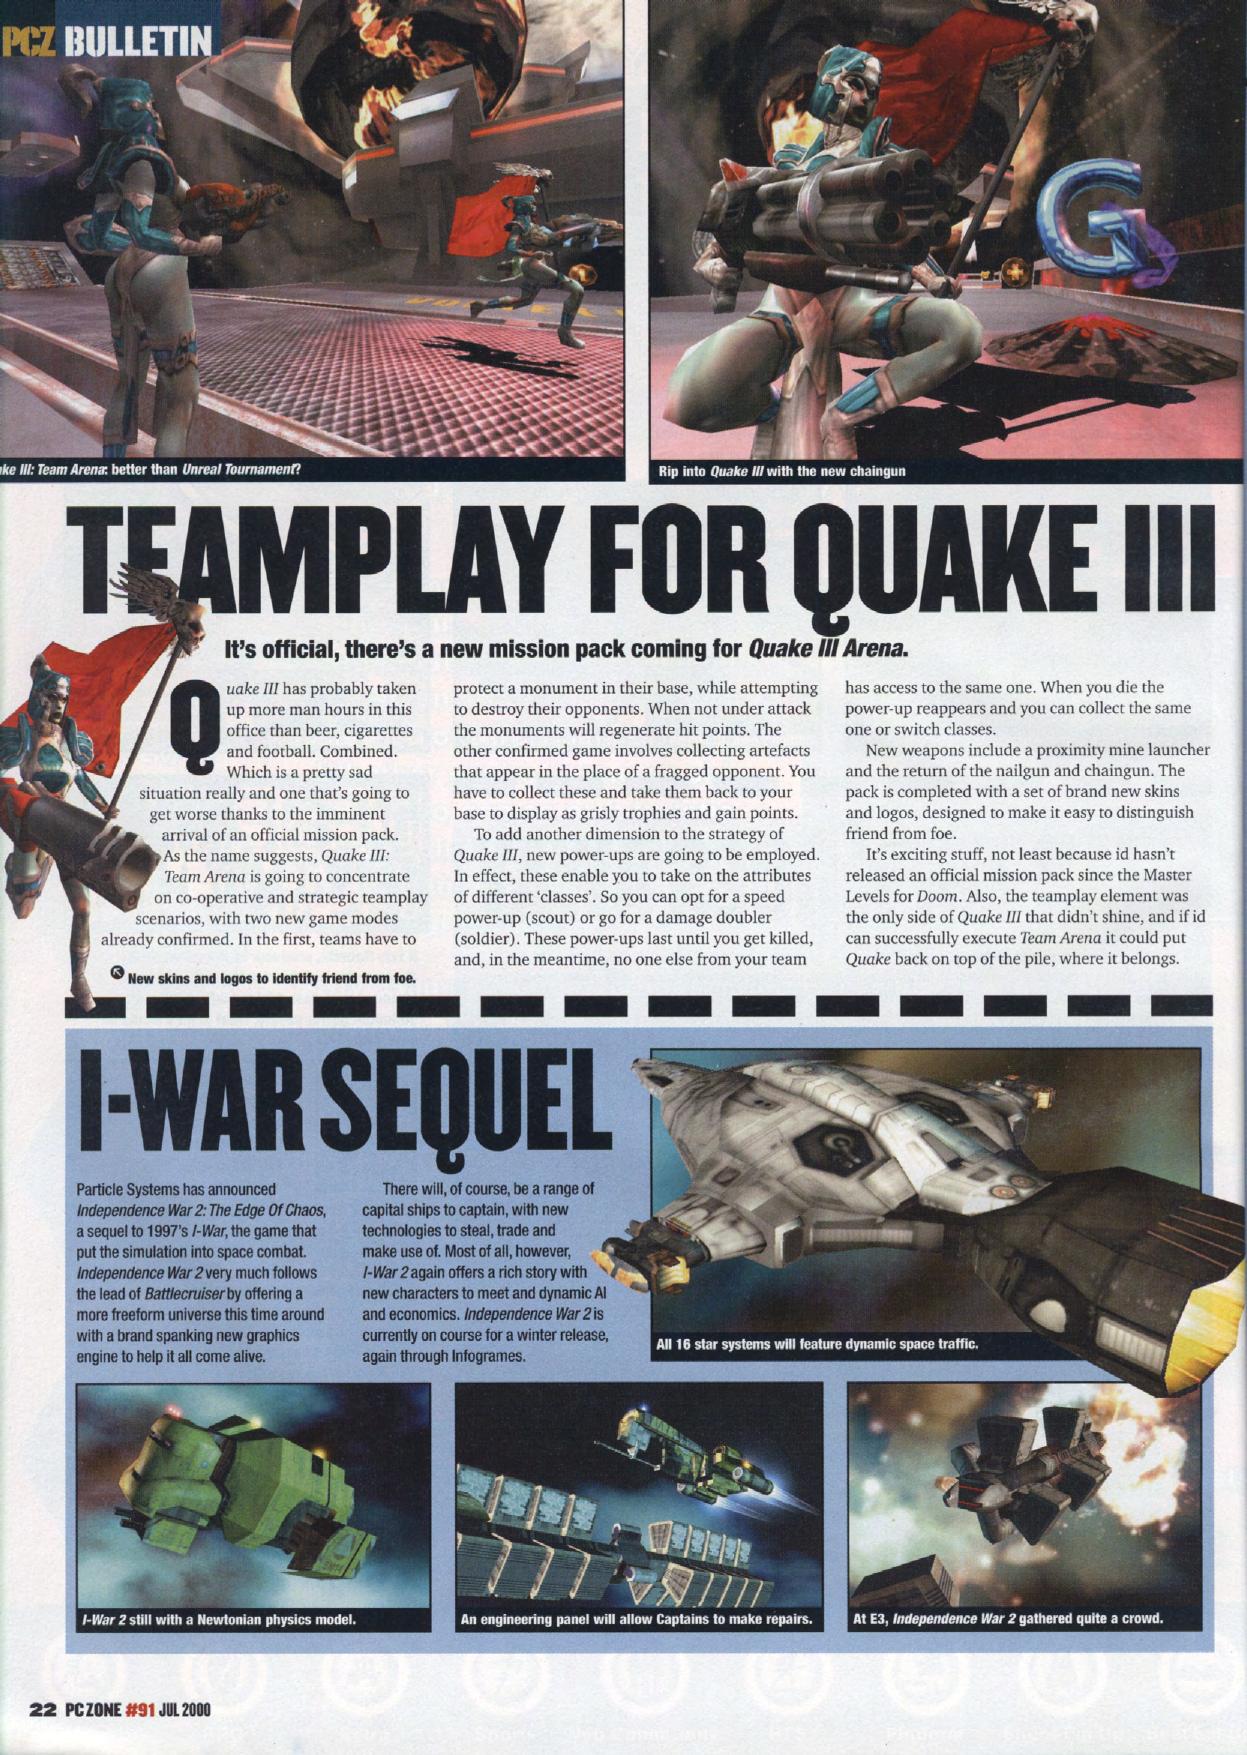 PCZ BULLETIN
ke III: Team Arena: better than Unreal Tournament?
Rip into Quake III with the new chaingun
G
TEAMPLAY FOR QUAKE III
It's official, there's a new mission pack coming for Quake III Arena.
Quake III has probably taken
up more man hours in this
office than beer, cigarettes
and football. Combined.
Which is a pretty sad
situation really and one that's going to
get worse thanks to the imminent
arrival of an official mission pack.
As the name suggests, Quake III:
Team Arena is going to concentrate
on co-operative and strategic teamplay
scenarios, with two new game modes
already confirmed. In the first, teams have to
New skins and logos to identify friend from foe.
protect a monument in their base, while attempting
to destroy their opponents. When not under attack
the monuments will regenerate hit points. The
other confirmed game involves collecting artefacts
that appear in the place of a fragged opponent. You
have to collect these and take them back to your
base to display as grisly trophies and gain points.
To add another dimension to the strategy of
Quake III, new power-ups are going to be employed.
In effect, these enable you to take on the attributes
of different 'classes'. So you can opt for a speed
power-up (scout) or go for a damage doubler
(soldier). These power-ups last until you get killed,
and, in the meantime, no one else from your team
has access to the same one. When you die the
power-up reappears and you can collect the same
one or switch classes.
New weapons include a proximity mine launcher
and the return of the nailgun and chaingun. The
pack is completed with a set of brand new skins
and logos, designed to make it easy to distinguish
friend from foe.
It's exciting stuff, not least because id hasn't
released an official mission pack since the Master
Levels for Doom. Also, the teamplay element was
the only side of Quake III that didn't shine, and if id
can successfully execute Team Arena it could put
Quake back on top of the pile, where it belongs.
I-WAR SEQUEL
Particle Systems has announced
Independence War 2: The Edge Of Chaos,
a sequel to 1997's I-War, the game that
put the simulation into space combat.
Independence War 2 very much follows
the lead of Battlecruiser by offering a
more freeform universe this time around
with a brand spanking new graphics
engine to help it all come alive.
There will, of course, be a range of
capital ships to captain, with new
technologies to steal, trade and
make use of. Most of all, however,
I-War 2 again offers a rich story with
new characters to meet and dynamic AI
and economics. Independence War 2 is
currently on course for a winter release,
again through Infogrames.
All 16 star systems will feature dynamic space traffic.
I-War 2 still with a Newtonian physics model.
An engineering panel will allow Captains to make repairs.
At E3, Independence War 2 gathered quite a crowd.
22 PC ZONE #91 JUL 2000